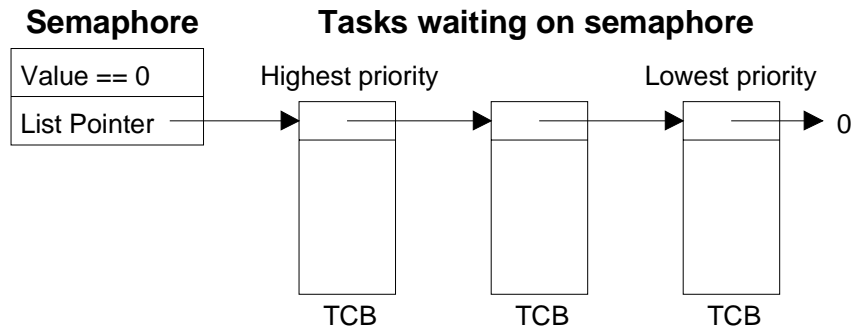 Semaphore
Tasks waiting on semaphore
Value == 0
Highest priority
Lowest priority
List Pointer
0
TCB
TCB
TCB